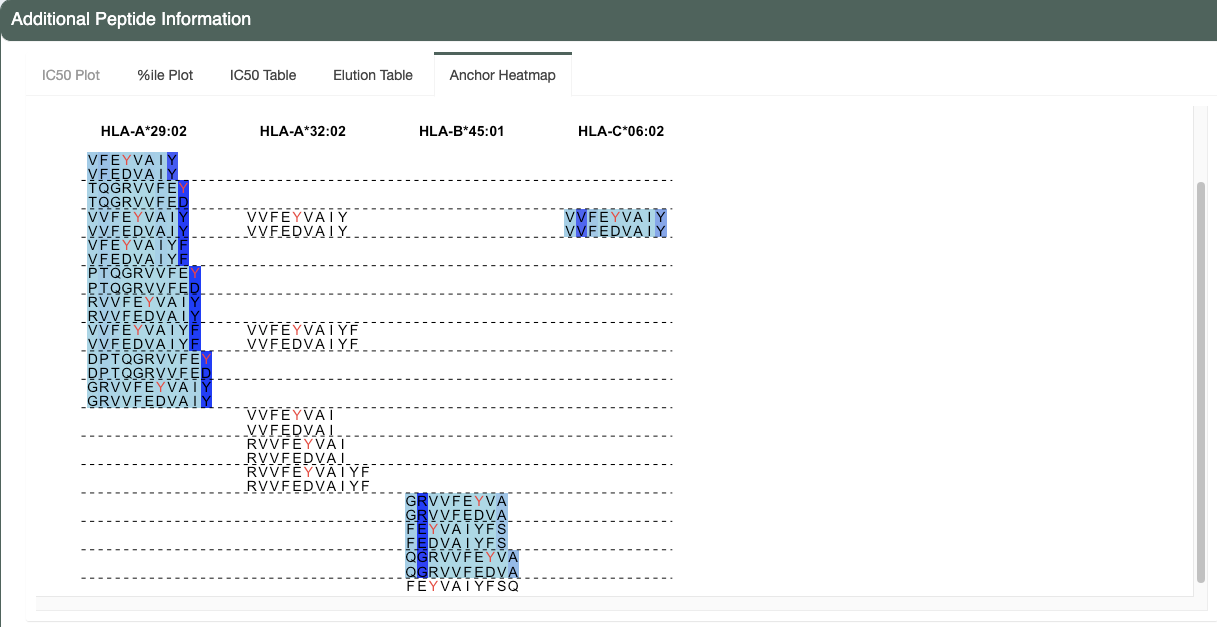 Additional Peptide Information
IC50 Plot %ile Plot IC50 Table Elution Table Anchor Heatmap
HLA-A*29:02 HLA-A*32:02 HLA-B*45:01 HLA-C*06:02
VFEYVAIY
VFEDVAIY
TQGRVVFEY
TQGRVVFED
VVFEYVAIY VVFEYVAIY VVFEYVAIY
VVFEDVAIY VVFEDVAIY VVFEDVAIY
VFEYVAIYF
VFEDVAIYF
PTQGRVVFEY
PTQGRVVFED
RVVFEYVAIY
RVVFEDVAIY
VVFEYVAIYF VVFEYVAIYF
VVFEDVAIYF VVFEDVAIYF
DPTQGRVVFEY
DPTQGRVVFED
GRVVFEYVAIY
GRVVFEDVAIY
VVFEYVAI
VVFEDVAI
RVVFEYVAI
RVVFEDVAI
RVVFEYVAIYF
RVVFEDVAIYF
GRVVFEYVA
GRVVFEDVA
FEYVAIYFS
FEDVAIYFS
QGRVVFEYVA
QGRVVFEDVA
FEYVAIYFSQ